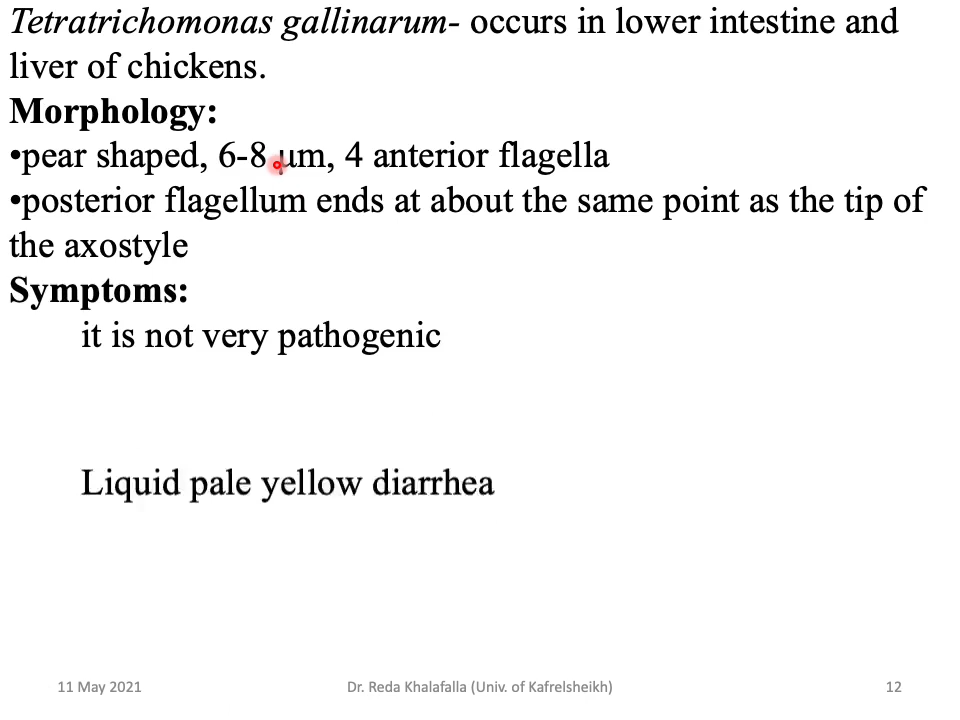 Tetratrichomonas gallinarum- occurs in lower intestine and
liver of chickens.
Morphology:
•pear shaped, 6-8 μm, 4 anterior flagella
•posterior flagellum ends at about the same point as the tip of
the axostyle
Symptoms:
it is not very pathogenic
Liquid pale yellow diarrhea
11 May 2021
Dr. Reda Khalafalla (Univ. of Kafrelsheikh)
12